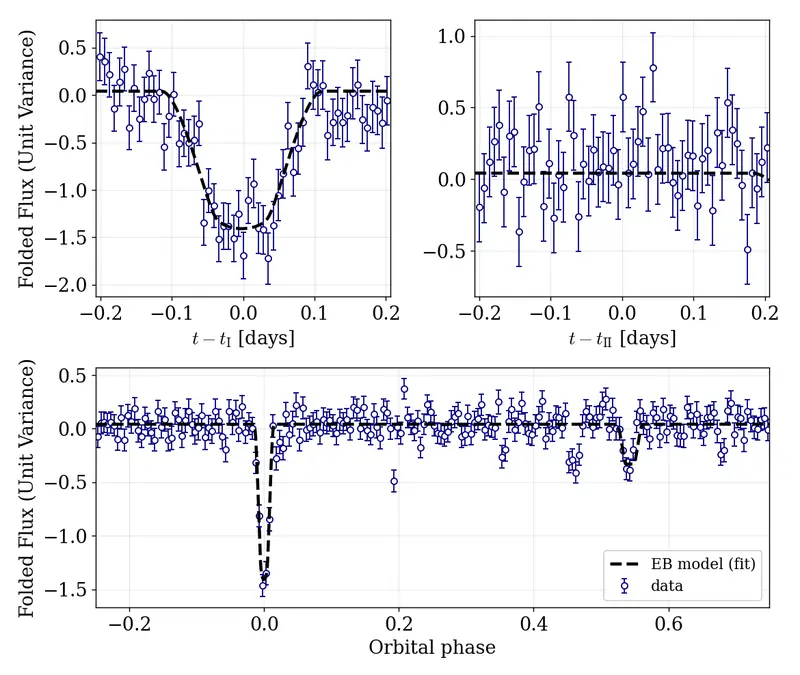 Folded Flux (Unit Variance)
0.5
0.0
−0.5
−1.0
−1.5
−2.0
−0.2 −0.1 0.0 0.1 0.2
t − tI [days]
1.0
0.5
0.0
−0.5
−0.2 −0.1 0.0 0.1 0.2
t − tII [days]
Folded Flux (Unit Variance)
0.5
0.0
−0.5
−1.0
−1.5
−0.2 0.0 0.2 0.4 0.6
Orbital phase
EB model (fit)
data